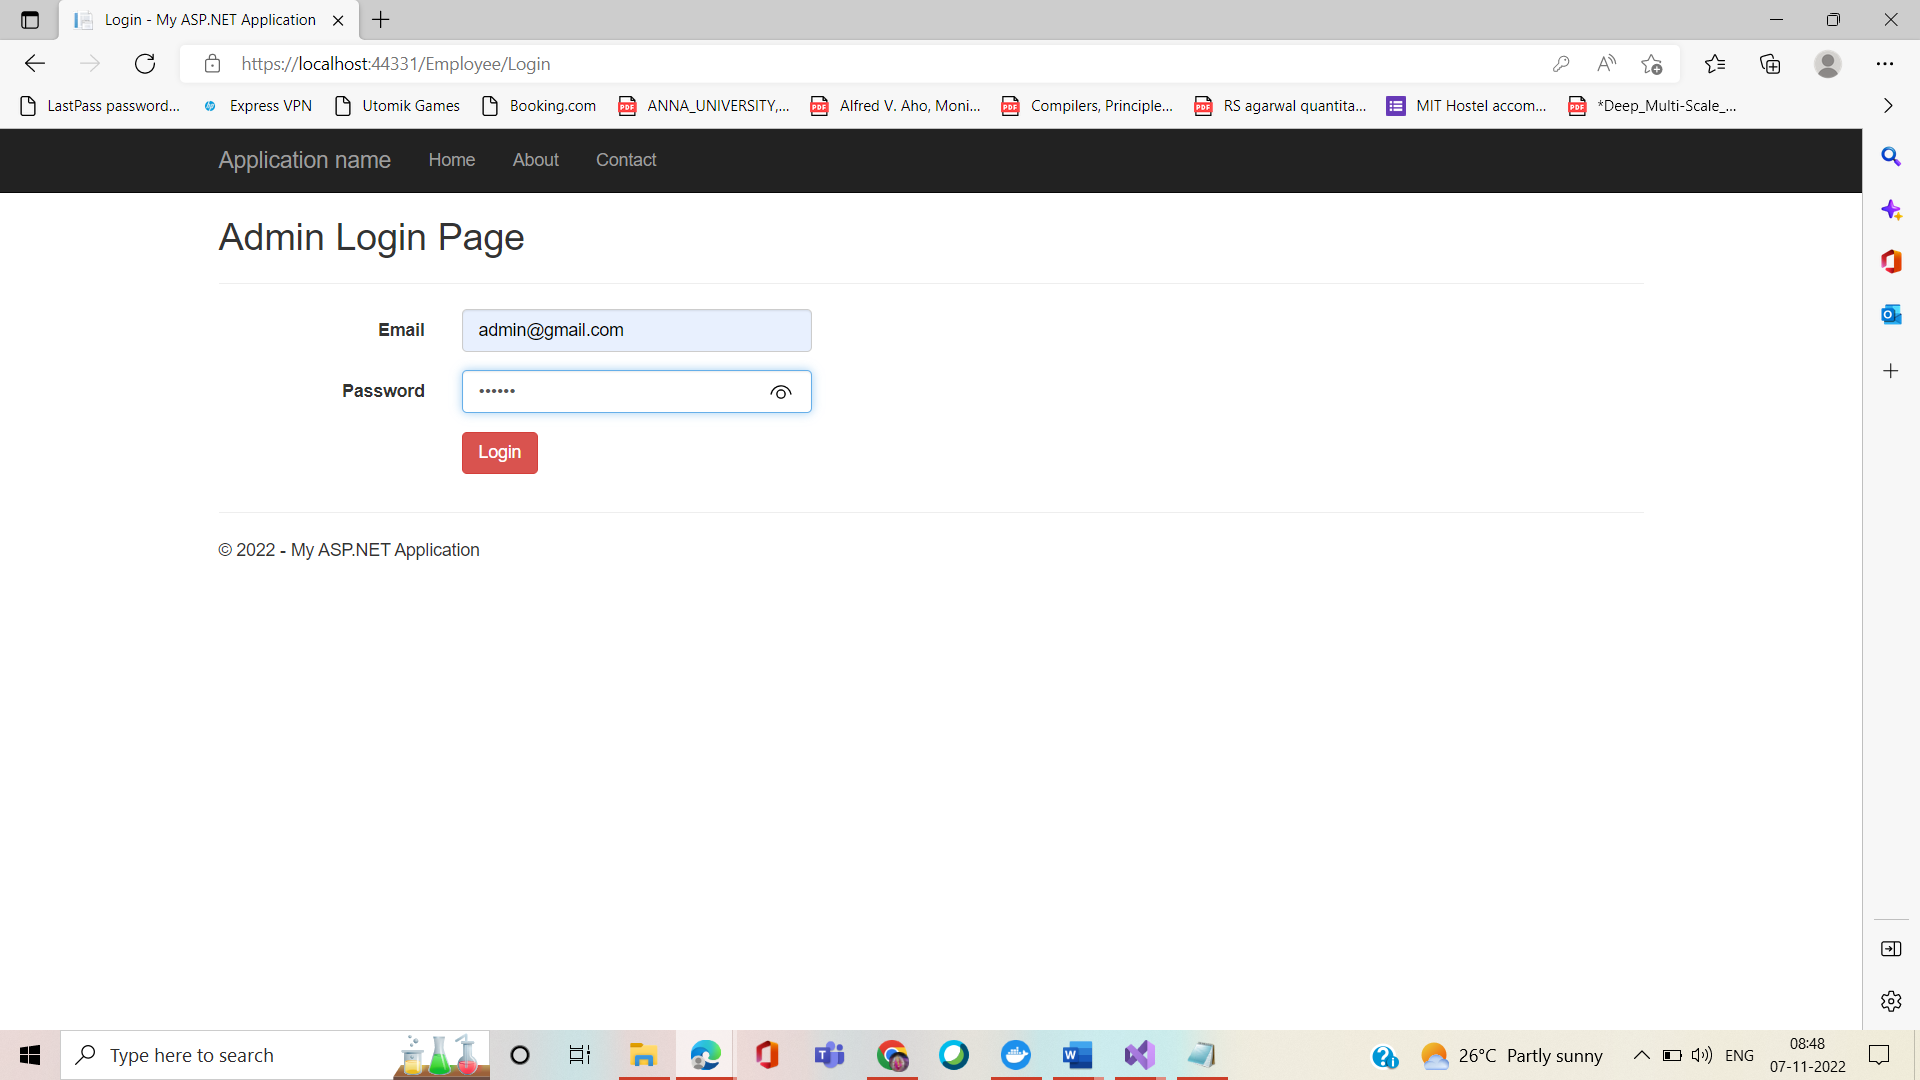 Login - My ASP.NET Application
https://localhost:44331/Employee/Login
LastPass password... Express VPN Utomik Games Booking.com ANNA_UNIVERSITY,... Alfred V. Aho, Moni... Compilers, Principle... RS agarwal quantita... MIT Hostel accom... *Deep_Multi-Scale_...
Application name Home About Contact
Admin Login Page
Email admin@gmail.com
Password ••••••
Login
© 2022 - My ASP.NET Application
Type here to search
26°C Partly sunny
ENG
08:48
07-11-2022